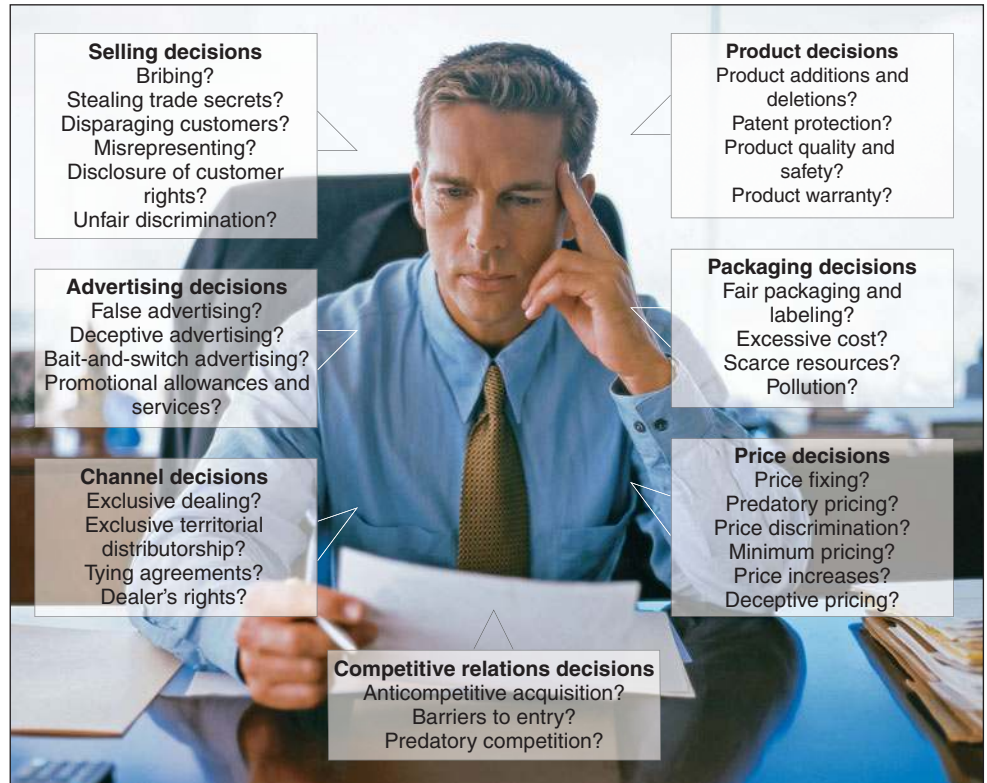 Selling decisions
Bribing?
Stealing trade secrets?
Disparaging customers?
Misrepresenting?
Disclosure of customer
rights?
Unfair discrimination?
Advertising decisions
False advertising?
Deceptive advertising?
Bait-and-switch advertising?
Promotional allowances and
services?
Channel decisions
Exclusive dealing?
Exclusive territorial
distributorship?
Tying agreements?
Dealer's rights?
Product decisions
Product additions and
deletions?
Patent protection?
Product quality and
safety?
Product warranty?
Packaging decisions
Fair packaging and
labeling?
Excessive cost?
Scarce resources?
Pollution?
Price decisions
Price fixing?
Predatory pricing?
Price discrimination?
Minimum pricing?
Price increases?
Deceptive pricing?
Competitive relations decisions
Anticompetitive acquisition?
Barriers to entry?
Predatory competition?